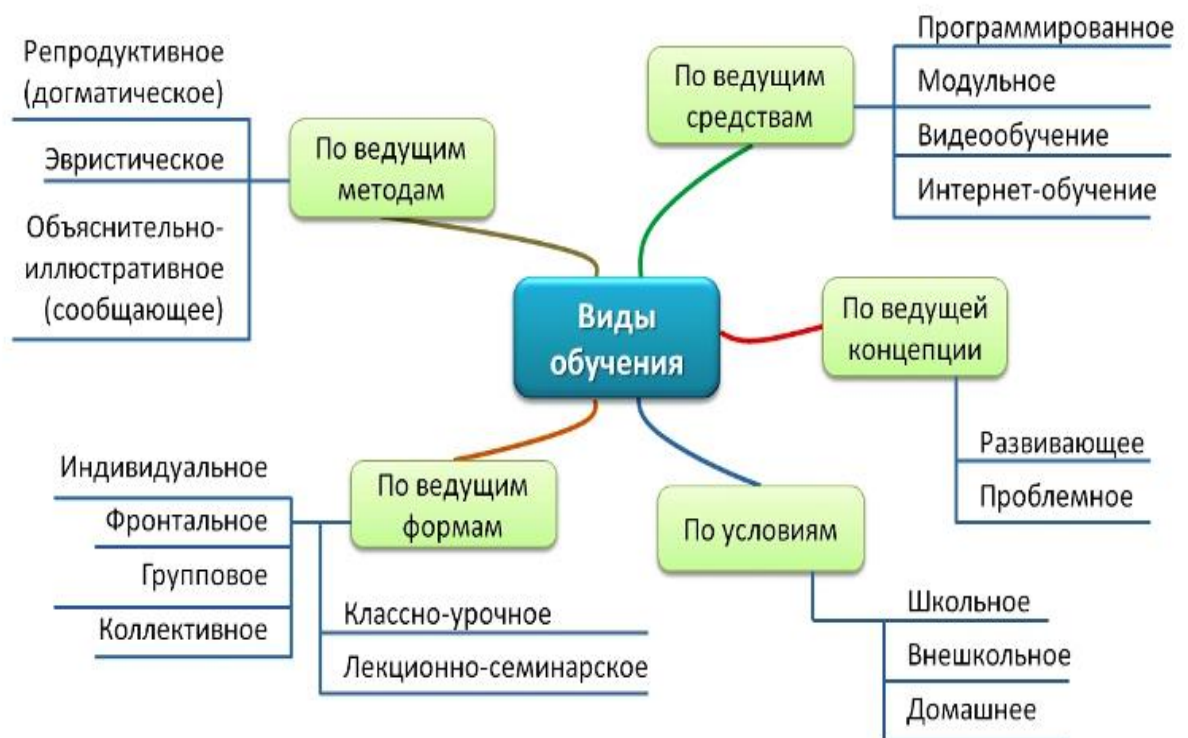 Репродуктивное
(догматическое)
Эвристическое
Объяснительно-
иллюстративное
(сообщающее)
По ведущим
методам
По ведущим
средствам
Программированное
Модульное
Видеообучение
Интернет-обучение
Виды
обучения
По ведущей
концепции
Развивающее
Проблемное
Индивидуальное
Фронтальное
Групповое
Коллективное
По ведущим
формам
Классно-урочное
Лекционно-семинарское
По условиям
Школьное
Внешкольное
Домашнее